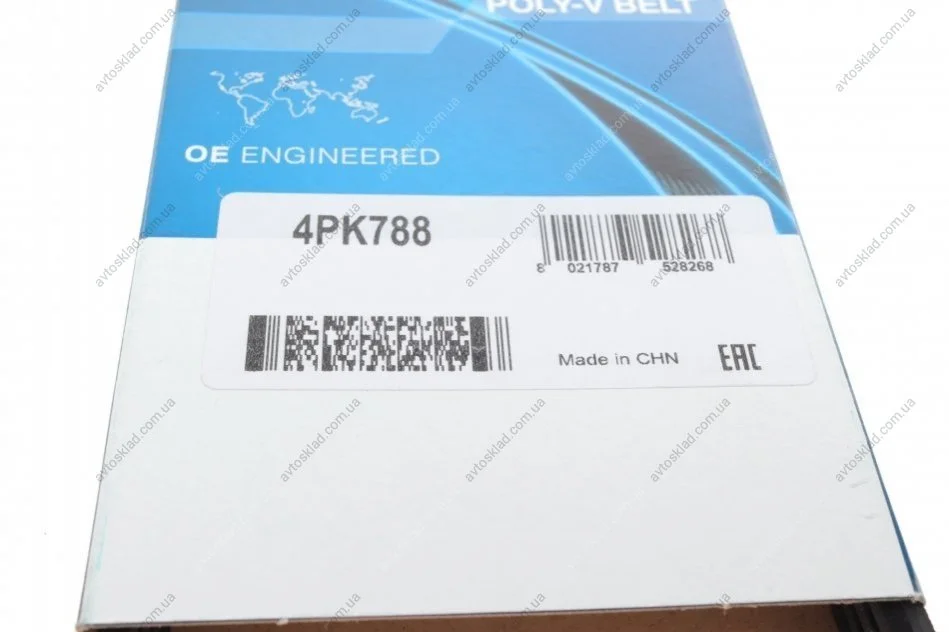 POLY-V BELT
OE ENGINEERED
4PK788
8 021787 528268
Made in CHN
EAC
avtosklad.com.ua